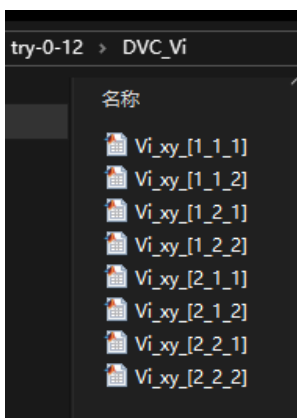 try-0-12 > DVC_Vi
名称
Vi_xy_[1_1_1]
Vi_xy_[1_1_2]
Vi_xy_[1_2_1]
Vi_xy_[1_2_2]
Vi_xy_[2_1_1]
Vi_xy_[2_1_2]
Vi_xy_[2_2_1]
Vi_xy_[2_2_2]